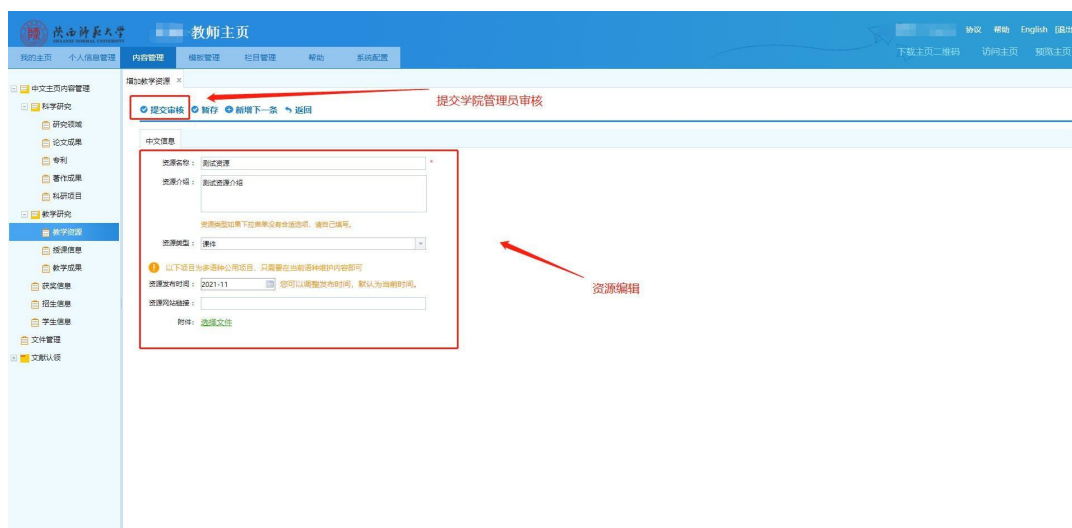 陕西师范大学
SHAANXI NORMAL UNIVERSITY
教师主页
协议 帮助 English [退出
我的主页 个人信息管理 内容管理 模板管理 栏目管理 帮助 系统配置
下载主页二维码 访问主页 预览主页
中文主页内容管理
科学研究
研究领域
论文成果
专利
著作成果
科研项目
教学研究
教学资源
授课信息
教学成果
获奖信息
招生信息
学生信息
文件管理
文献认领
增加教学资源 ×
提交审核 暂存 新增下一条 返回
提交学院管理员审核
中文信息
资源名称: 测试资源 *
资源介绍: 测试资源介绍
资源类型如果下拉菜单没有合适选项,请自己填写。
资源类型: 课件
以下项目为多语种公用项目,只需要在当前语种维护内容即可
资源发布时间: 2021-11 您可以调整发布时间,默认为当前时间。
资源网站链接:
附件: 选择文件
资源编辑